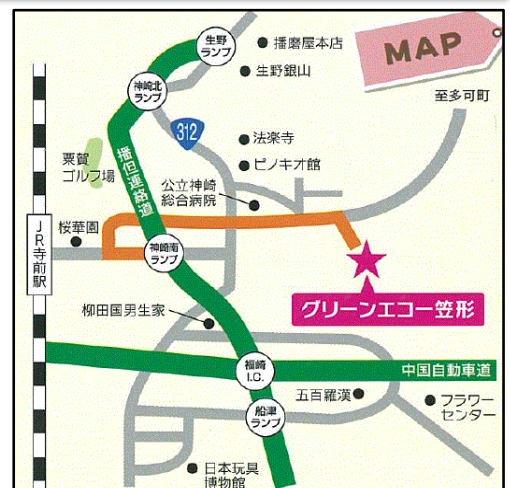 生野
ランプ
播磨屋本店
MAP
生野銀山
神崎北
ランプ
至多可町
312
法楽寺
粟賀
ゴルフ場
播但連絡道
ピノキオ館
公立神崎
総合病院
桜華園
JR寺前駅
神崎南
ランプ
グリーンエコー笠形
柳田国男生家
福崎
I.C.
中国自動車道
五百羅漢
フラワー
センター
船津
ランプ
日本玩具
博物館